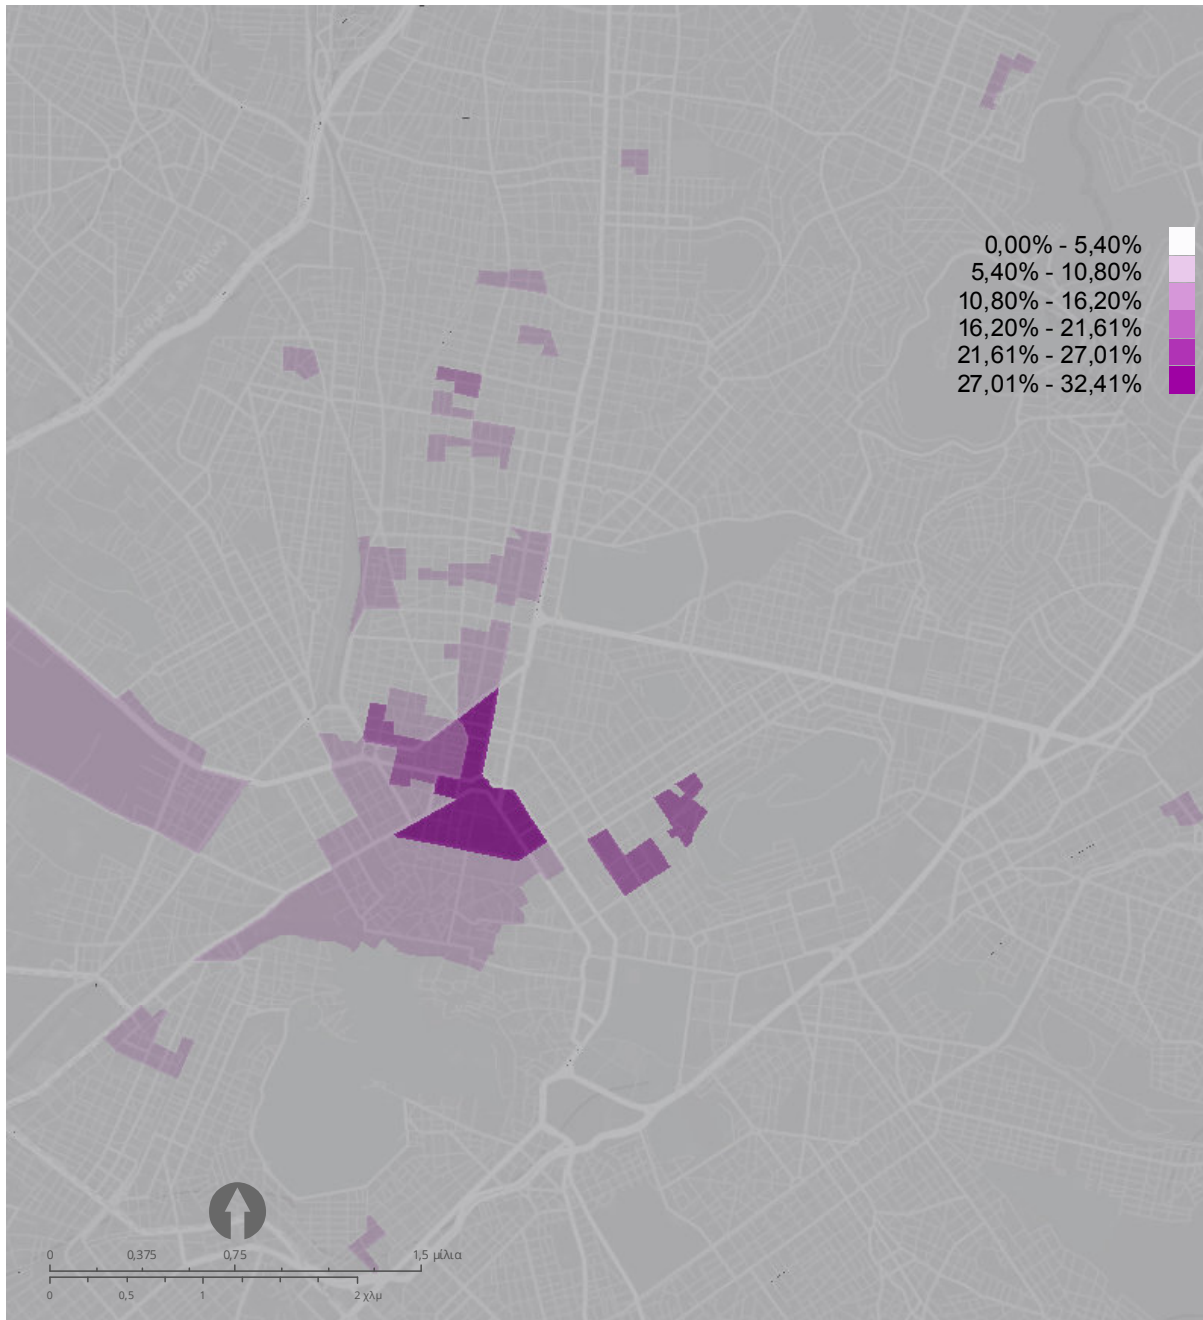 0,00% - 5,40%
5,40% - 10,80%
10,80% - 16,20%
16,20% - 21,61%
21,61% - 27,01%
27,01% - 32,41%
0 0,375 0,75 1,5 μίλια
0 0,5 1 2 χλμ